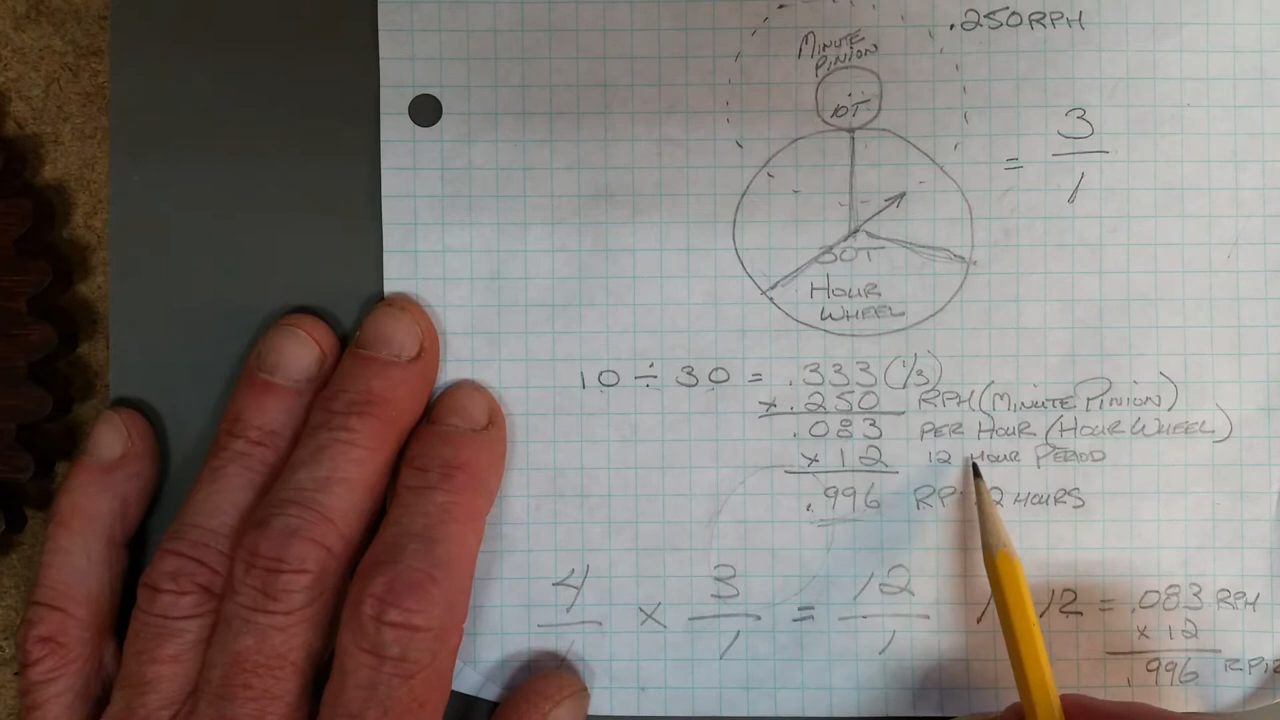 .250 RPH
MINUTE
PINION
10T
= 3/1
30T
HOUR
WHEEL
10 ÷ 30 = .333 (1/3)
x .250 RPH (MINUTE PINION)
.083 PER HOUR (HOUR WHEEL)
x 12 12 HOUR PERIOD
.996 HOURS
4/1 x 3/1 = 12/1
12 = .083 RPH
x 12
.996